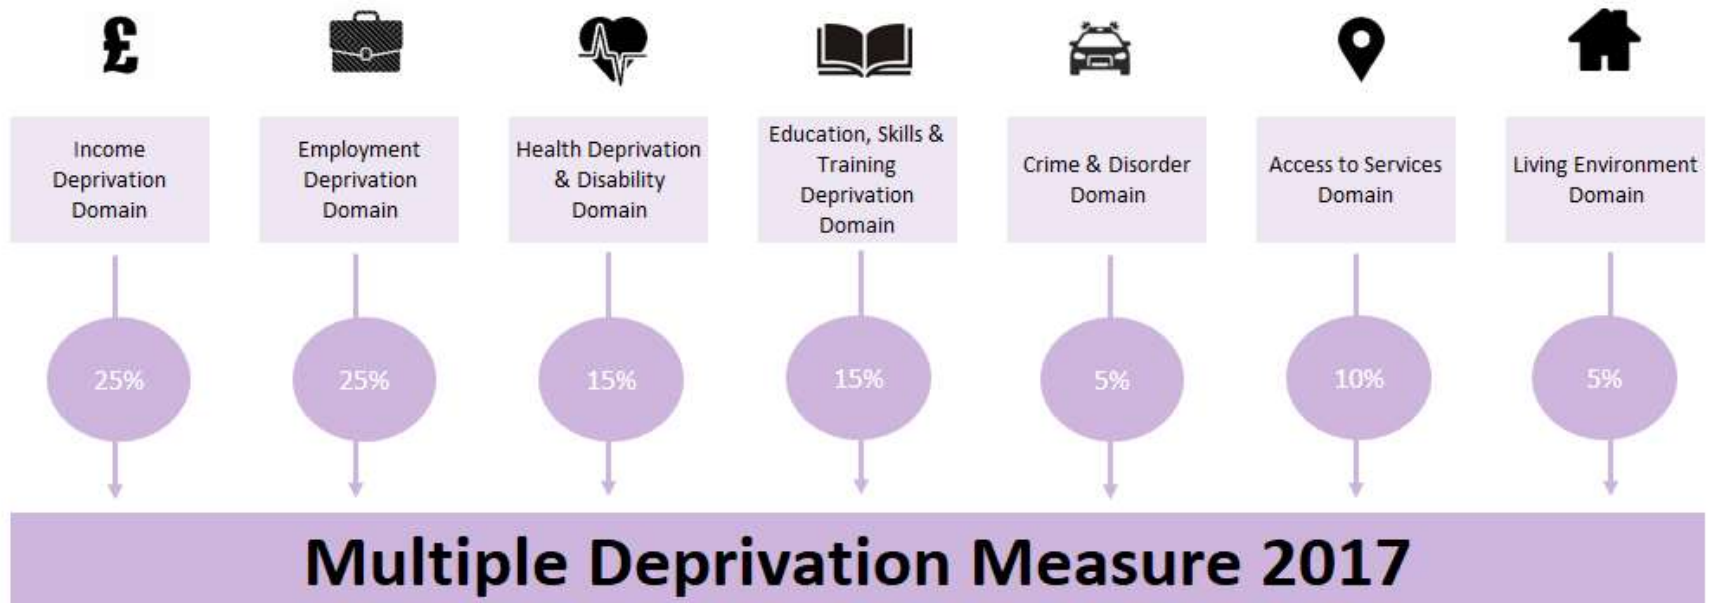 £
Income
Deprivation
Domain
Employment
Deprivation
Domain
Health Deprivation
& Disability
Domain
Education, Skills &
Training
Deprivation
Domain
Crime & Disorder
Domain
Access to Services
Domain
Living Environment
Domain
25%
25%
15%
15%
5%
10%
5%
Multiple Deprivation Measure 2017